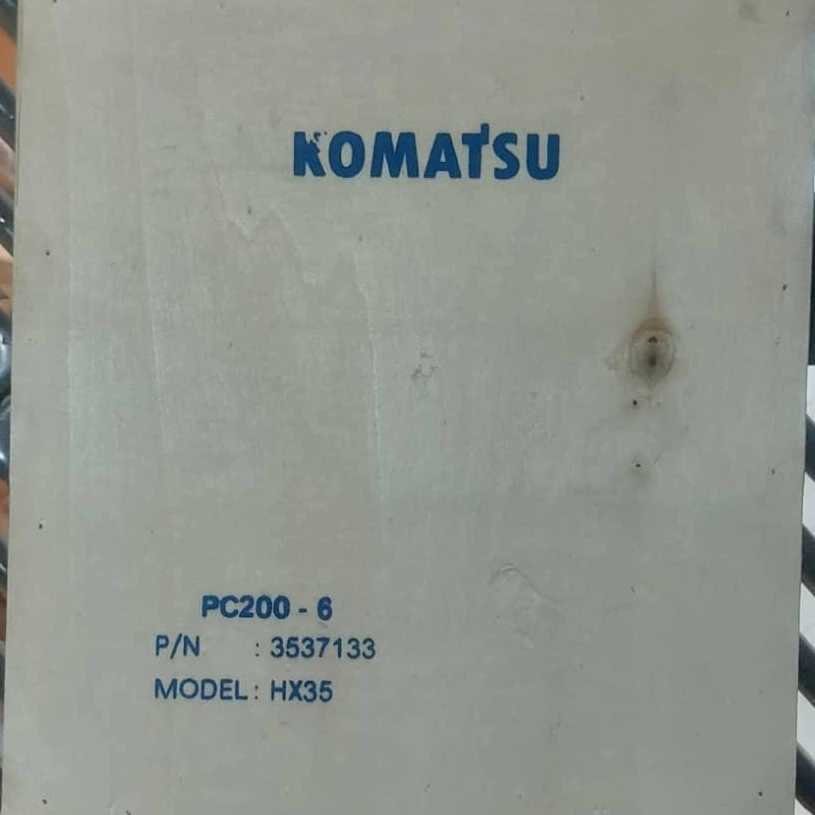 KOMATSU
PC200 - 6
P/N : 3537133
MODEL : HX35